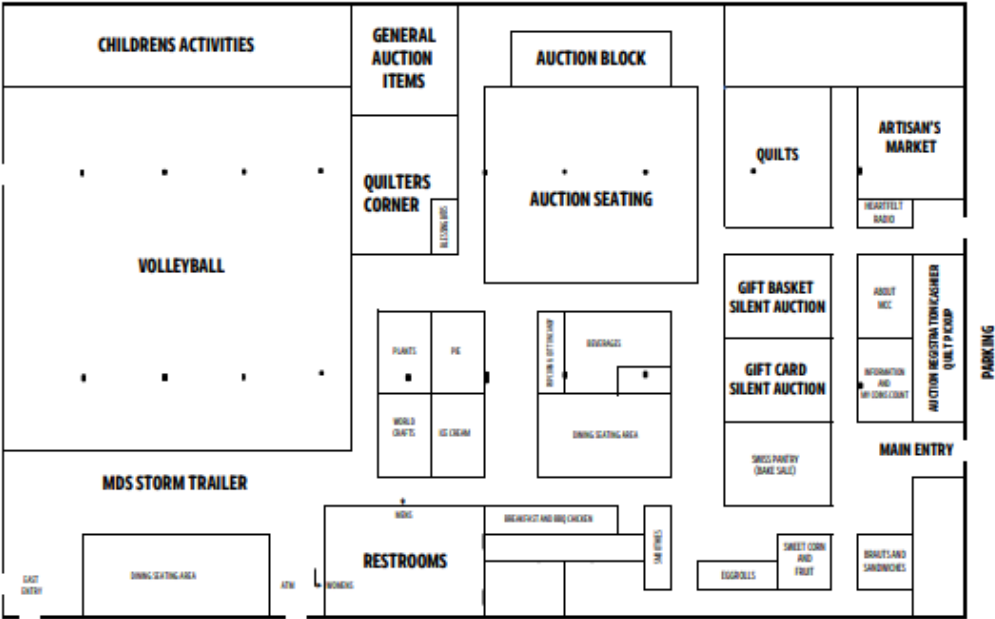 CHILDRENS ACTIVITIES
GENERAL
AUCTION
ITEMS
AUCTION BLOCK
ARTISAN'S
MARKET
QUILTS
QUILTERS
CORNER
AUCTION SEATING
HEARTFELT
RADIO
VOLLEYBALL
GIFT BASKET
SILENT AUCTION
ABOUT
MCC
AUCTION REGISTRATION/CASHIER
QUILT PICKUP
PARKING
PLANTS
PIE
BEVERAGES
GIFT CARD
SILENT AUCTION
INFORMATION
AND
MY COINS COUNT
WORLD
CRAFTS
ICE CREAM
DINING SEATING AREA
MAIN ENTRY
SWISS PANTRY
(BAKE SALE)
MDS STORM TRAILER
MENS
BREAKFAST AND BBQ CHICKEN
SMOOTHIES
RESTROOMS
SWEET CORN
AND
FRUIT
BRAUTS AND
SANDWICHES
EGGROLLS
EAST
ENTRY
DINING SEATING AREA
ATM
WOMENS